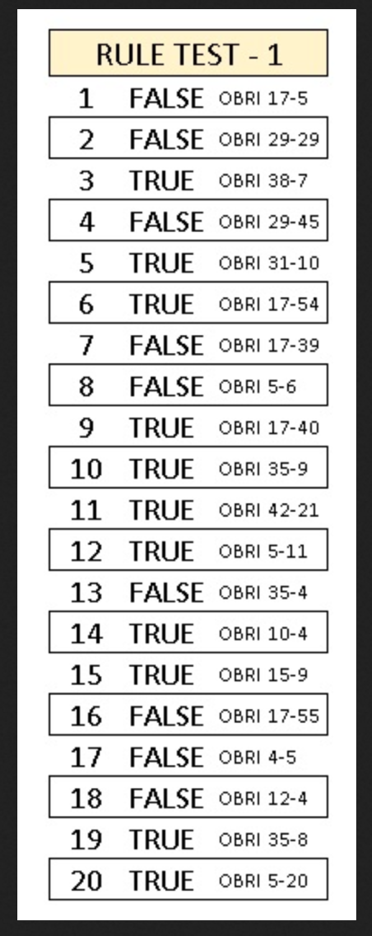 RULE TEST - 1
1 FALSE OBRI 17-5
2 FALSE OBRI 29-29
3 TRUE OBRI 38-7
4 FALSE OBRI 29-45
5 TRUE OBRI 31-10
6 TRUE OBRI 17-54
7 FALSE OBRI 17-39
8 FALSE OBRI 5-6
9 TRUE OBRI 17-40
10 TRUE OBRI 35-9
11 TRUE OBRI 42-21
12 TRUE OBRI 5-11
13 FALSE OBRI 35-4
14 TRUE OBRI 10-4
15 TRUE OBRI 15-9
16 FALSE OBRI 17-55
17 FALSE OBRI 4-5
18 FALSE OBRI 12-4
19 TRUE OBRI 35-8
20 TRUE OBRI 5-20